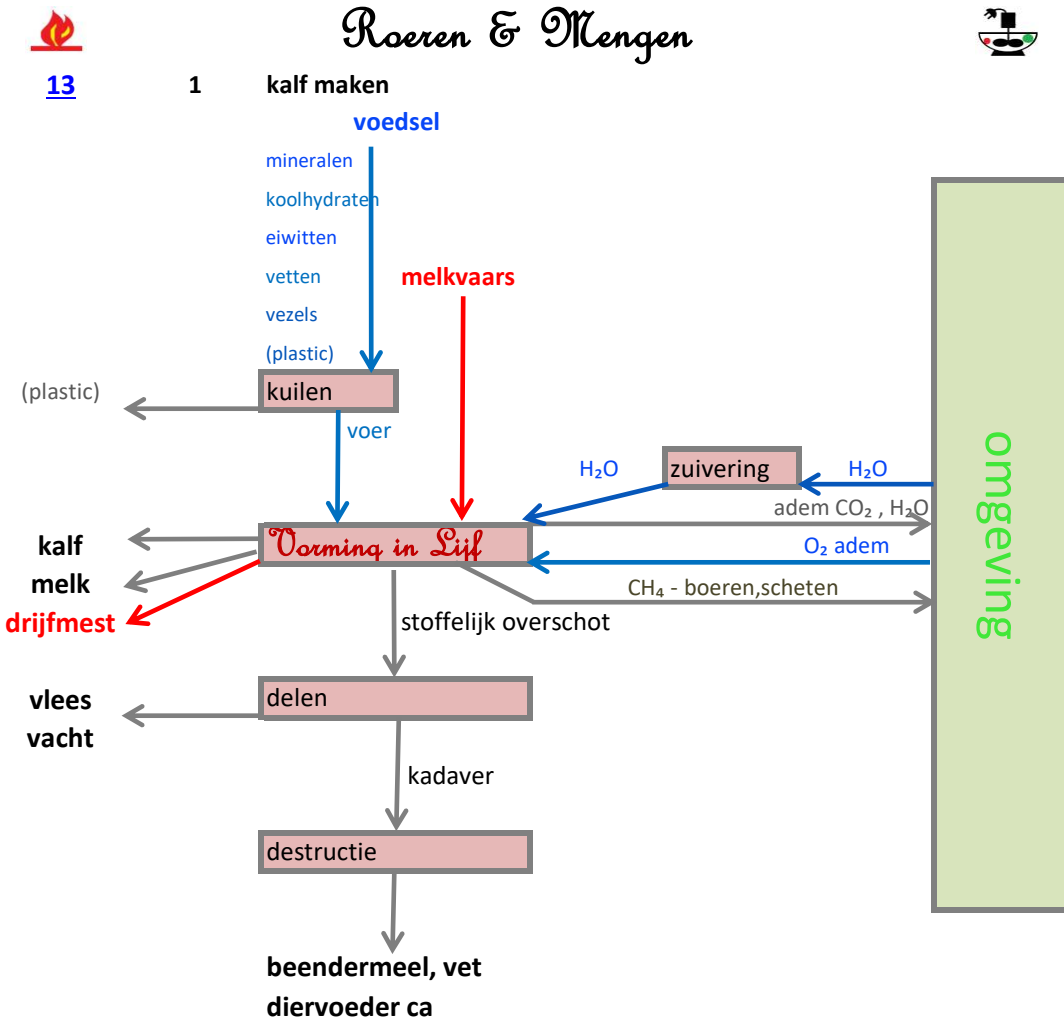 Roeren & Mengen
13 1 kalf maken
voedsel
mineralen
koolhydraten
eiwitten
vetten
melkvaars
vezels
(plastic)
(plastic)
kuilen
voer
H₂O
zuivering
H₂O
adem CO₂ , H₂O
Vorming in Lijf
kalf
O₂ adem
melk
CH₄ - boeren,scheten
drijfmest
stoffelijk overschot
omgeving
delen
vlees
vacht
kadaver
destructie
beendermeel, vet
diervoeder ca